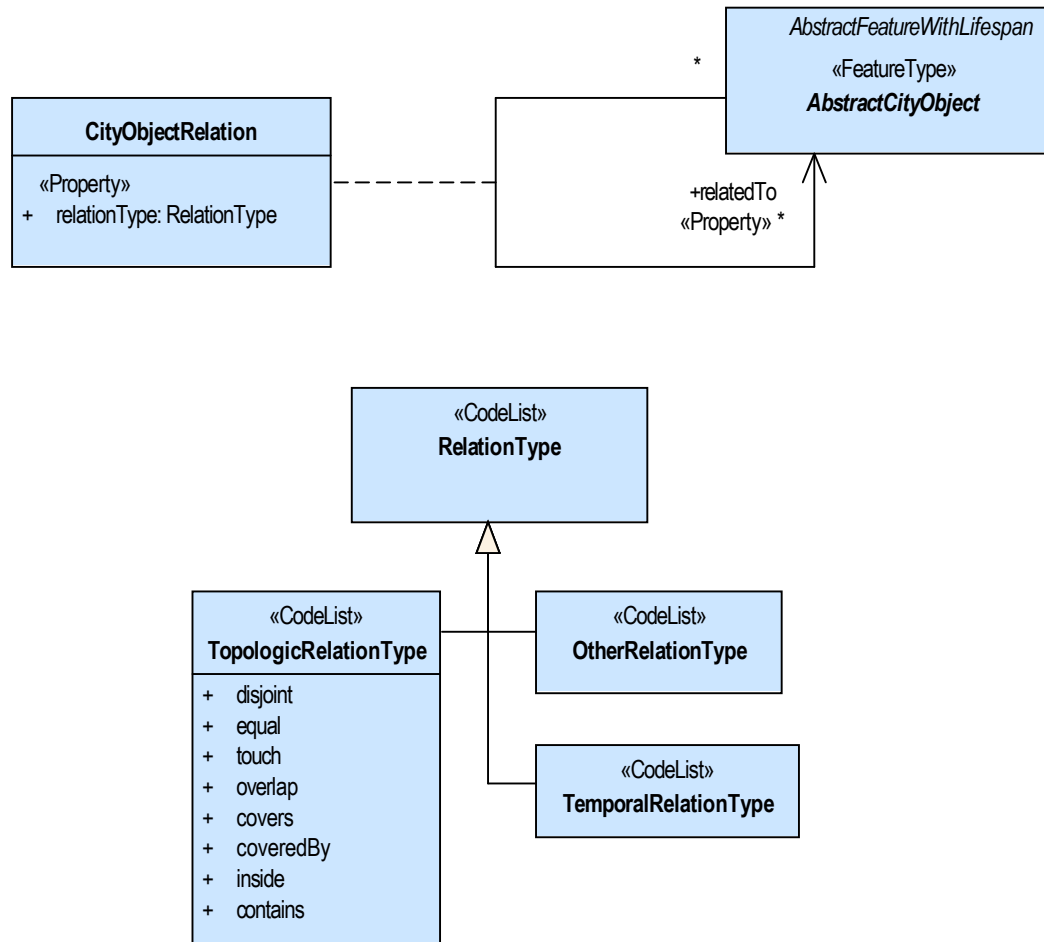 AbstractFeatureWithLifespan
«FeatureType»
AbstractCityObject
*
CityObjectRelation
«Property»
+ relationType: RelationType
+relatedTo
«Property» *
«CodeList»
RelationType
«CodeList»
TopologicRelationType
+ disjoint
+ equal
+ touch
+ overlap
+ covers
+ coveredBy
+ inside
+ contains
«CodeList»
OtherRelationType
«CodeList»
TemporalRelationType